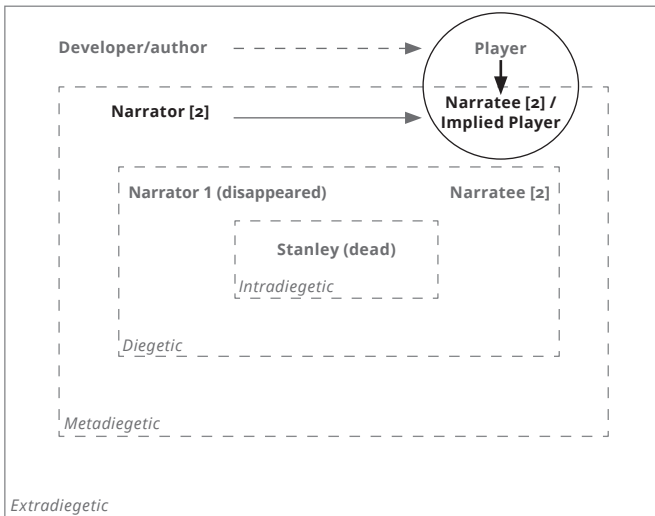 Developer/author
Player
Narrator [2]
Narratee [2] /
Implied Player
Narrator 1 (disappeared)
Narratee [2]
Stanley (dead)
Intradiegetic
Diegetic
Metadiegetic
Extradiegetic